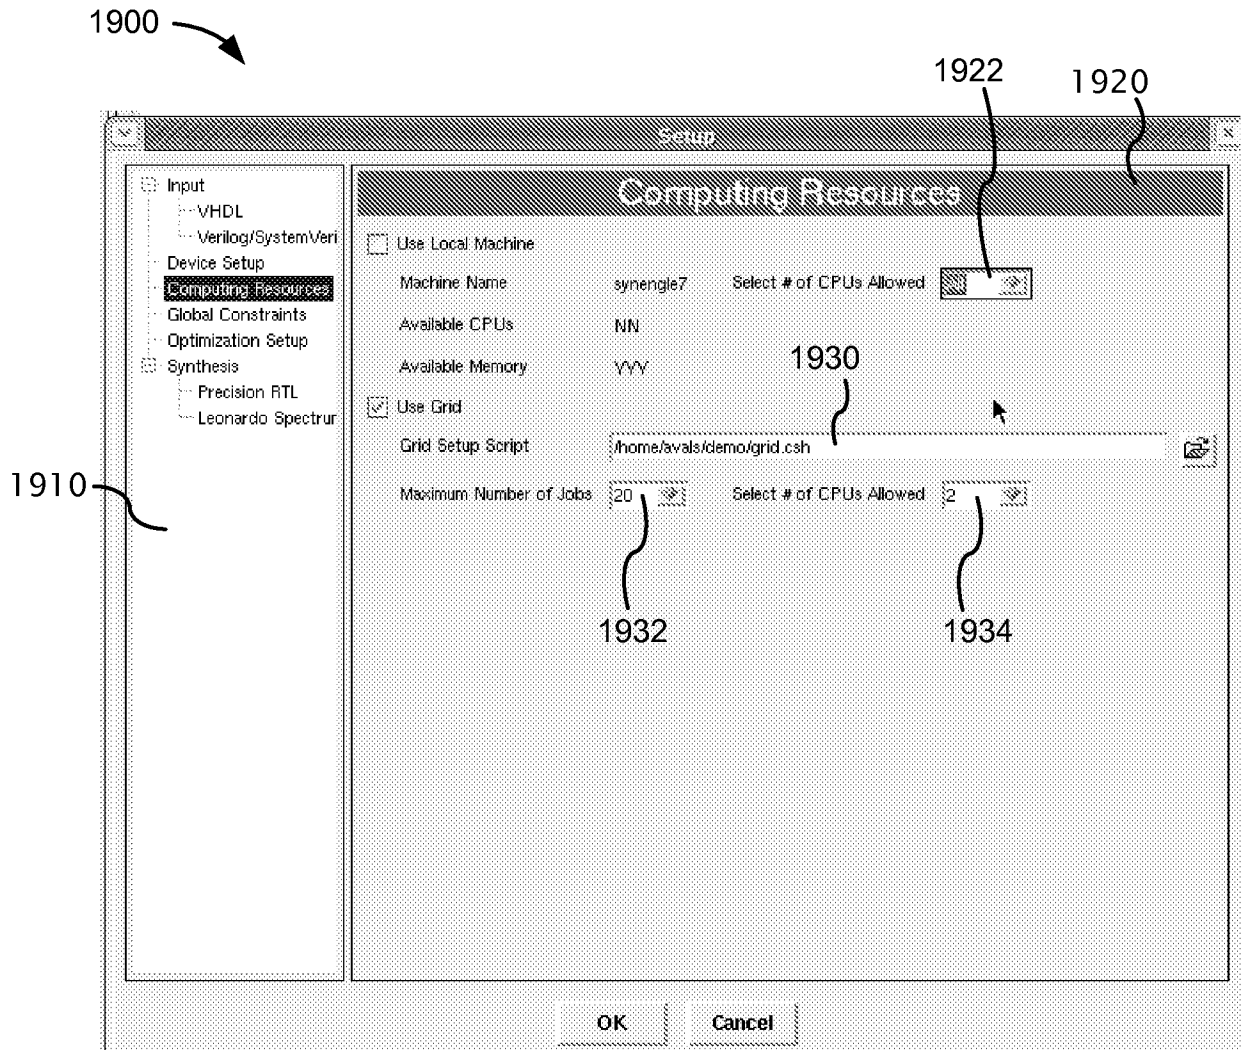 1900
1922
1920
Setup
Input
VHDL
Verilog/SystemVeri
Device Setup
Computing Resources
Global Constraints
Optimization Setup
Synthesis
Precision RTL
Leonardo Spectrur
1910
Computing Resources
Use Local Machine
Machine Name synengle7 Select # of CPUs Allowed
Available CPUs NN
Available Memory YYY
1930
Use Grid
Grid Setup Script /home/avals/demo/grid.csh
Maximum Number of Jobs 20 Select # of CPUs Allowed 2
1932
1934
OK Cancel